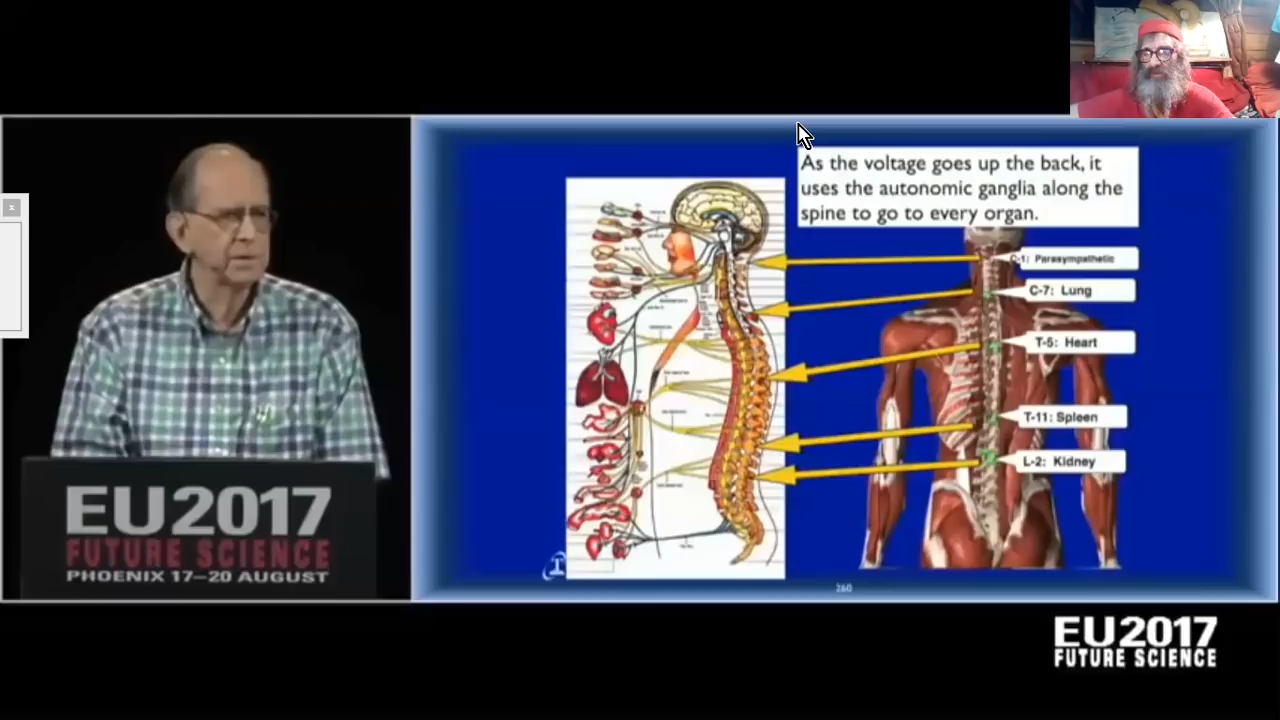 As the voltage goes up the back, it
uses the autonomic ganglia along the
spine to go to every organ.
C-1: Parasympathetic
C-7: Lung
T-5: Heart
T-11: Spleen
L-2: Kidney
260
EU2017
FUTURE SCIENCE
PHOENIX 17–20 AUGUST
EU2017
FUTURE SCIENCE
x